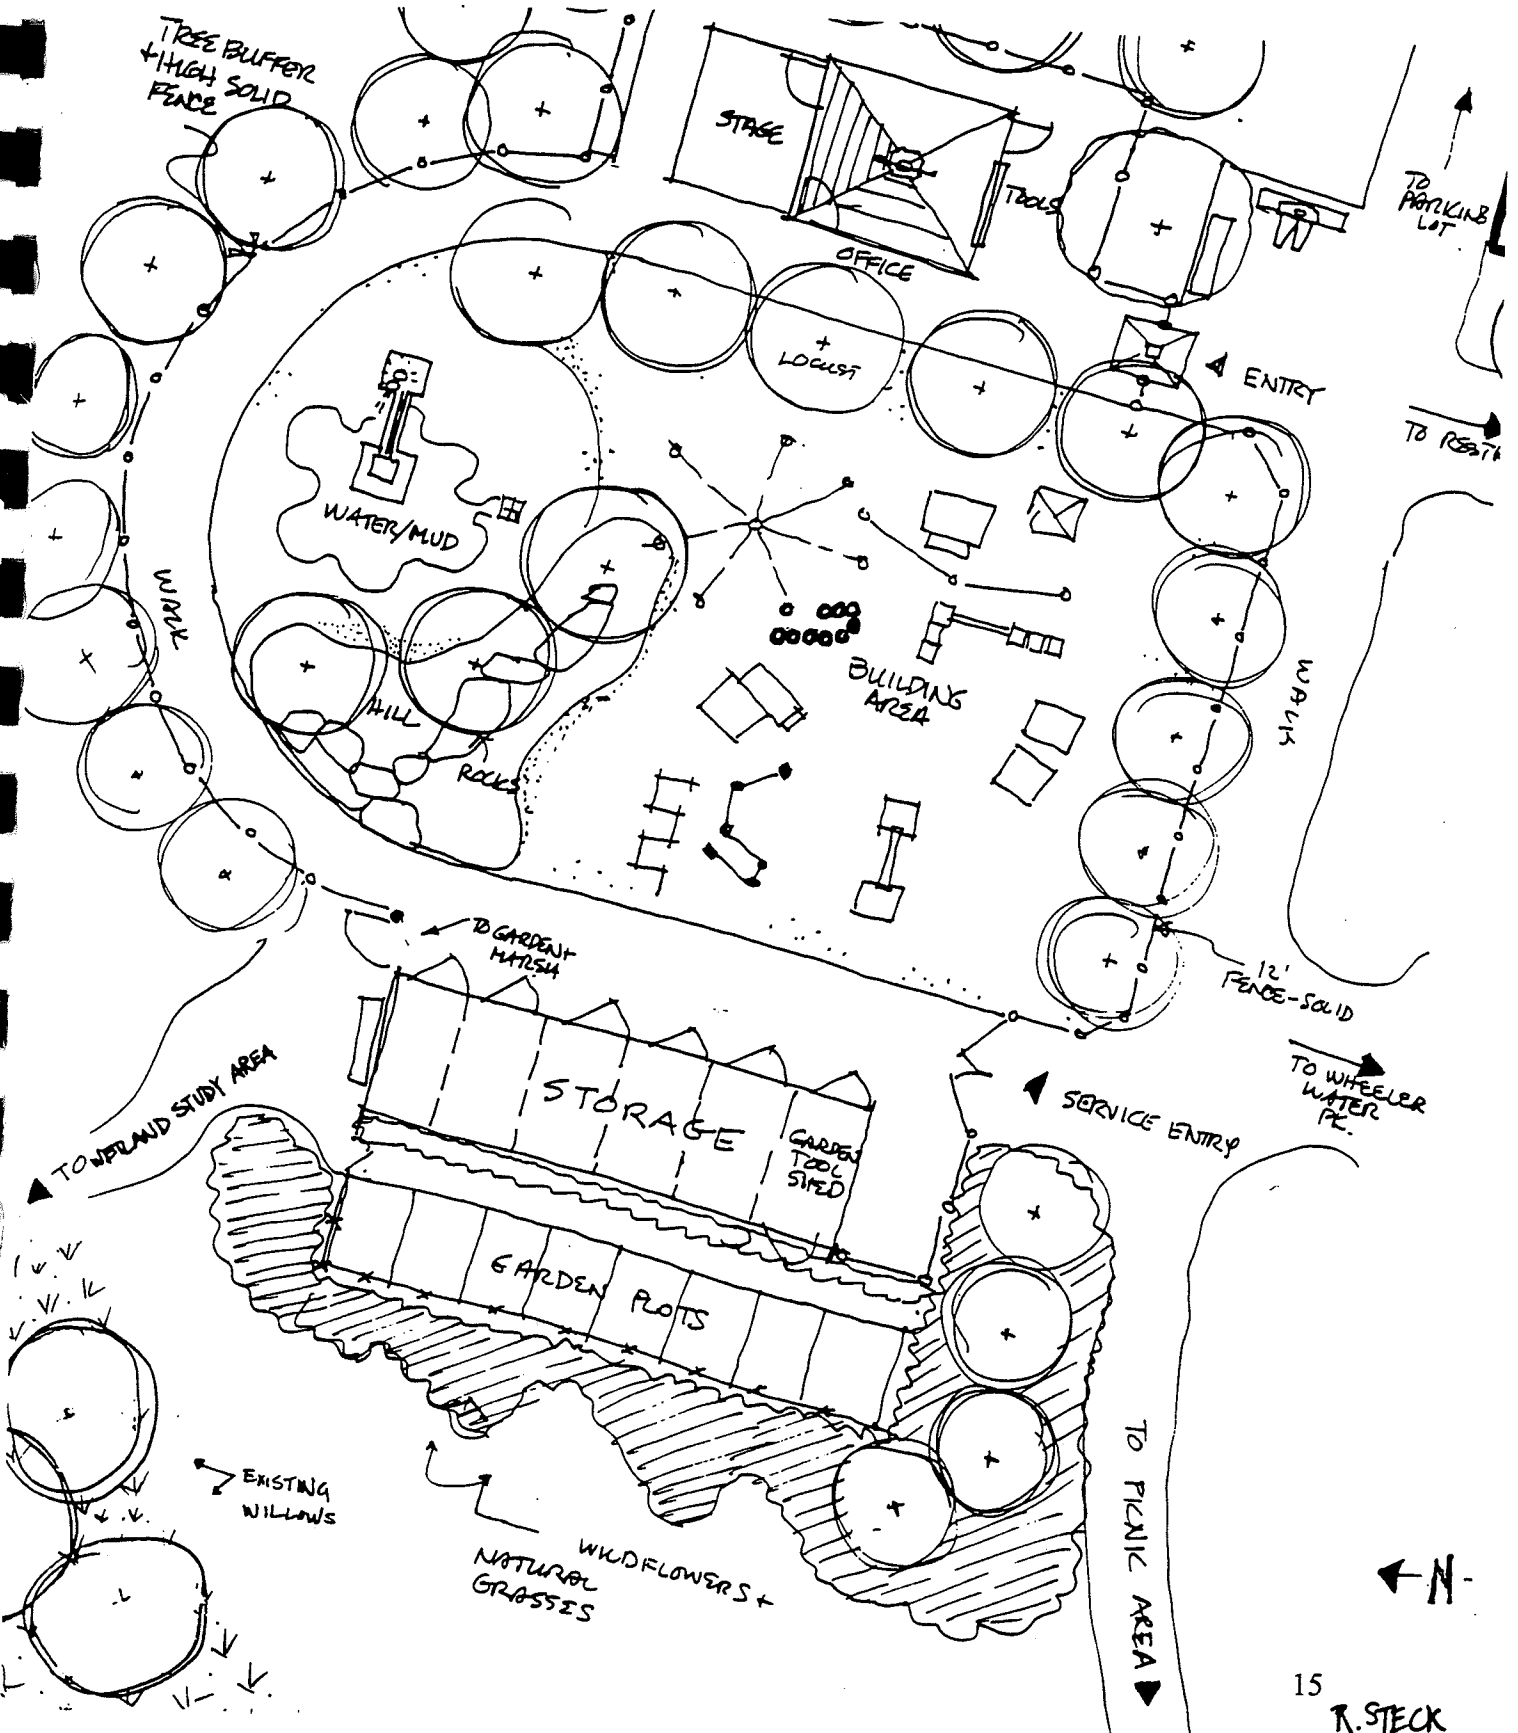 TREE BUFFER
+ HIGH SOLID
FENCE
STAGE
TOOLS
OFFICE
TO
PARKING
LOT
LOCUST
ENTRY
TO
WATER/MUD
WALK
BUILDING
AREA
WALK
HILL
ROCKS
TO GARDEN +
MARSH
12'
FENCE-SOLID
TO WHEELER
WATER
PK.
STORAGE
GARDEN
TOOL
SHED
SERVICE ENTRY
TO WETLAND STUDY AREA
GARDEN PLOTS
EXISTING
WILLOWS
WILDFLOWERS +
NATURAL
GRASSES
TO PICNIC AREA
N
15
R. STECK